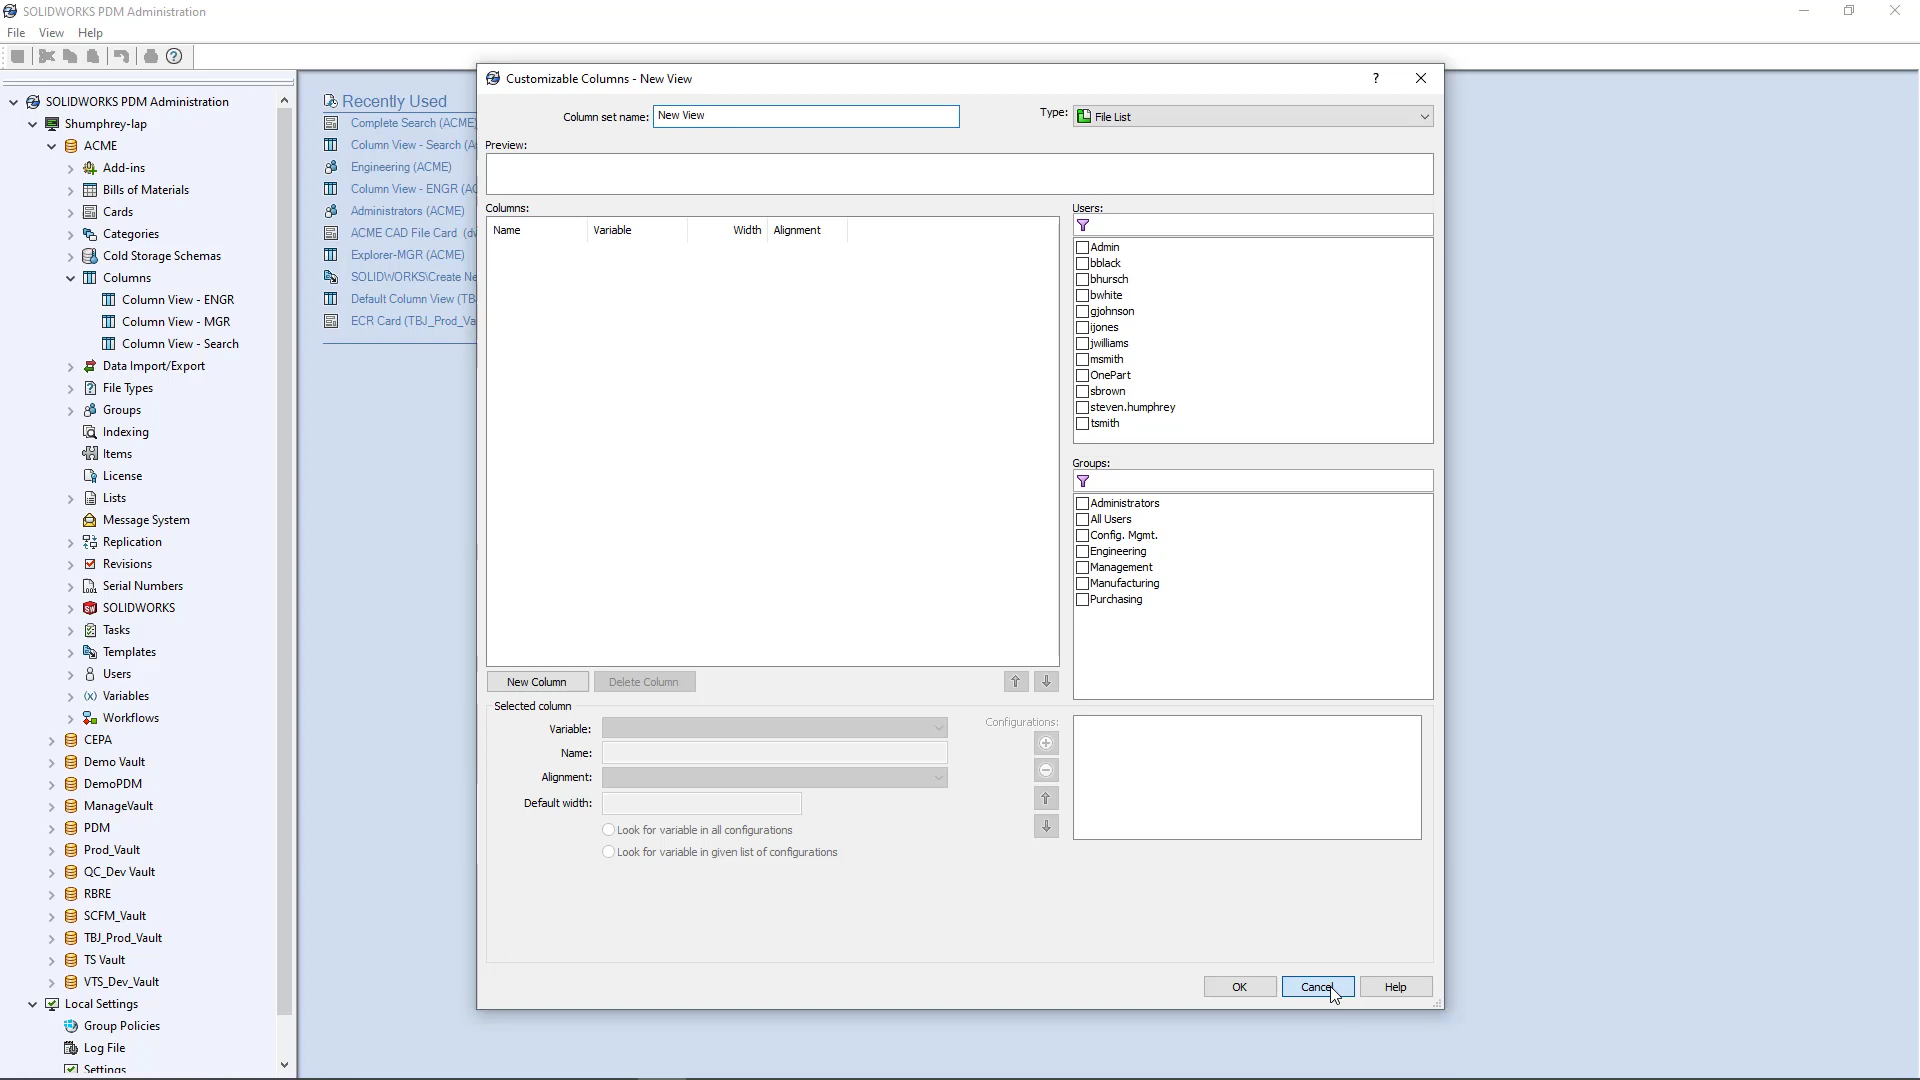 SOLIDWORKS PDM Administration
File View Help
SOLIDWORKS PDM Administration
Shumphrey-lap
ACME
Add-ins
Bills of Materials
Cards
Categories
Cold Storage Schemas
Columns
Column View - ENGR
Column View - MGR
Column View - Search
Data Import/Export
File Types
Groups
Indexing
Items
License
Lists
Message System
Replication
Revisions
Serial Numbers
SOLIDWORKS
Tasks
Templates
Users
Variables
Workflows
CEPA
Demo Vault
DemoPDM
ManageVault
PDM
Prod_Vault
QC_Dev Vault
RBRE
SCFM_Vault
TBJ_Prod_Vault
TS Vault
VTS_Dev_Vault
Local Settings
Group Policies
Log File
Settings
Recently Used
Complete Search (ACME)
Column View - Search (A
Engineering (ACME)
Column View - ENGR (AC
Administrators (ACME)
ACME CAD File Card (d
Explorer-MGR (ACME)
SOLIDWORKS\Create Ne
Default Column View (TB
ECR Card (TBJ_Prod_Va
Customizable Columns - New View
Column set name: New View
Type: File List
Preview:
Columns:
Name Variable Width Alignment
Users:
Admin
bblack
bhursch
bwhite
gjohnson
ijones
jwilliams
msmith
OnePart
sbrown
steven.humphrey
tsmith
Groups:
Administrators
All Users
Config. Mgmt.
Engineering
Management
Manufacturing
Purchasing
New Column Delete Column
Selected column
Variable:
Name:
Alignment:
Default width:
Look for variable in all configurations
Look for variable in given list of configurations
Configurations:
OK Cancel Help